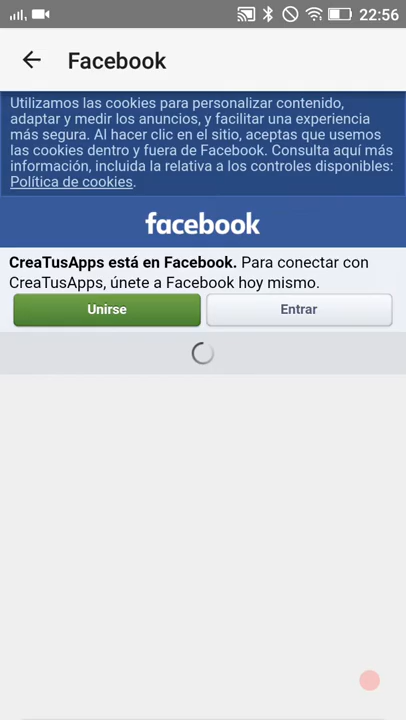 22:56
Facebook
Utilizamos las cookies para personalizar contenido,
adaptar y medir los anuncios, y facilitar una experiencia
más segura. Al hacer clic en el sitio, aceptas que usemos
las cookies dentro y fuera de Facebook. Consulta aquí más
información, incluida la relativa a los controles disponibles:
Política de cookies.
facebook
CreaTusApps está en Facebook. Para conectar con
CreaTusApps, únete a Facebook hoy mismo.
Unirse Entrar